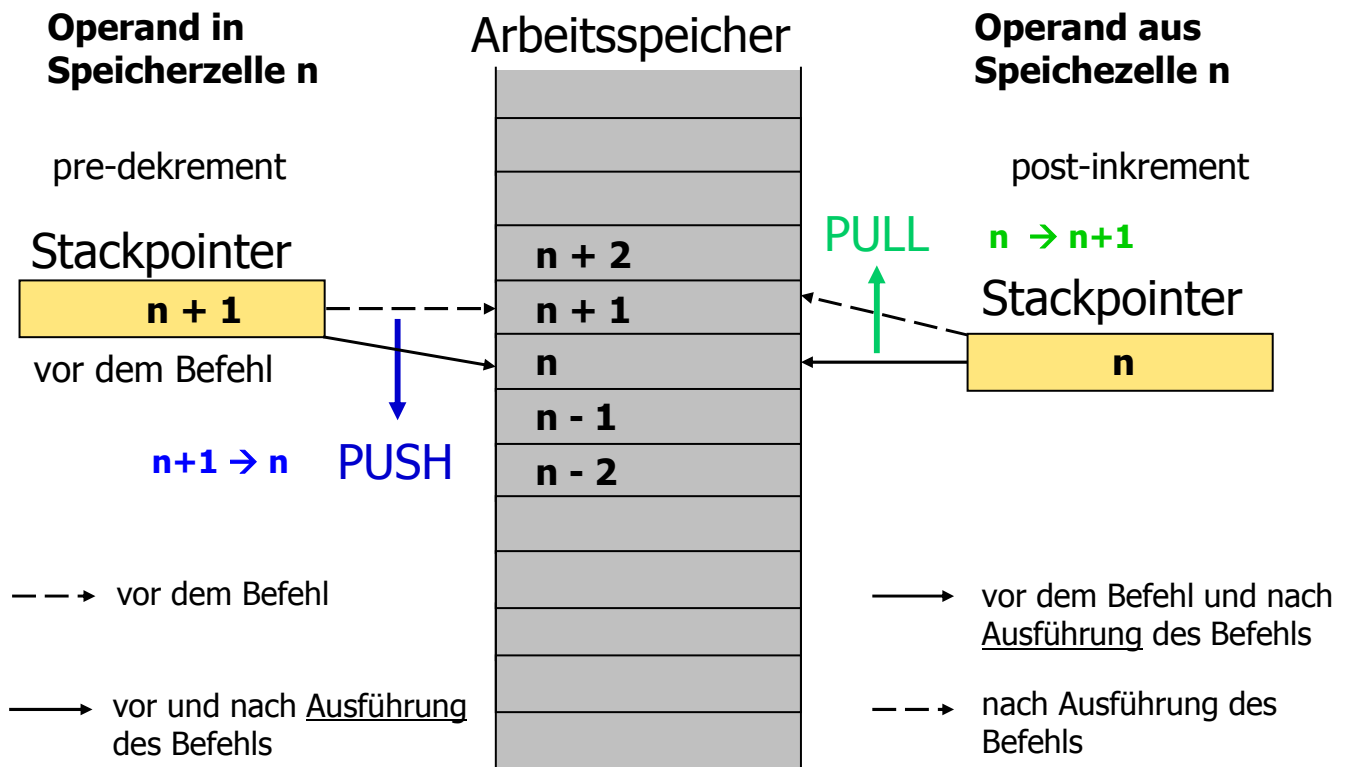 Operand in
Speicherzelle n
pre-dekrement
Stackpointer
n + 1
vor dem Befehl
n+1 → n
PUSH
vor dem Befehl
vor und nach Ausführung
des Befehls
Arbeitsspeicher
n + 2
n + 1
n
n - 1
n - 2
Operand aus
Speichezelle n
post-inkrement
PULL
n → n+1
Stackpointer
n
vor dem Befehl und nach
Ausführung des Befehls
nach Ausführung des
Befehls